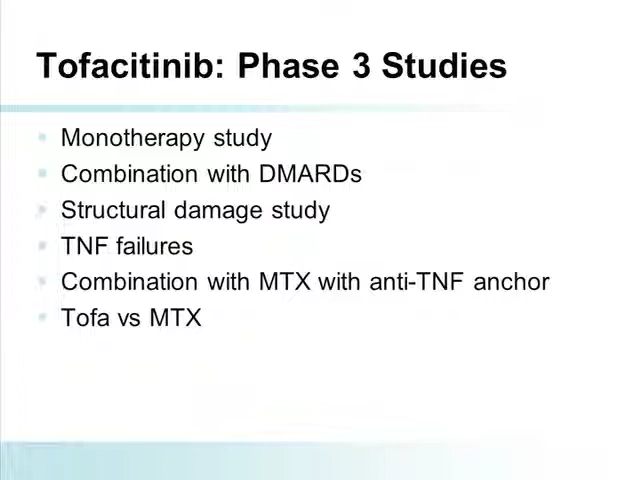 Tofacitinib: Phase 3 Studies
Monotherapy study
Combination with DMARDs
Structural damage study
TNF failures
Combination with MTX with anti-TNF anchor
Tofa vs MTX